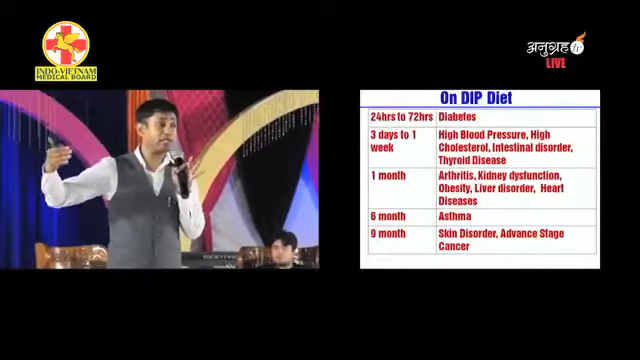 INDO-VIETNAM
MEDICAL BOARD
अनुग्रह
LIVE
On DIP Diet
24hrs to 72hrs Diabetes
3 days to 1 week High Blood Pressure, High
Cholesterol, Intestinal disorder,
Thyroid Disease
1 month Arthritis, Kidney dysfunction,
Obesity, Liver disorder, Heart
Diseases
6 month Asthma
9 month Skin Disorder, Advance Stage
Cancer